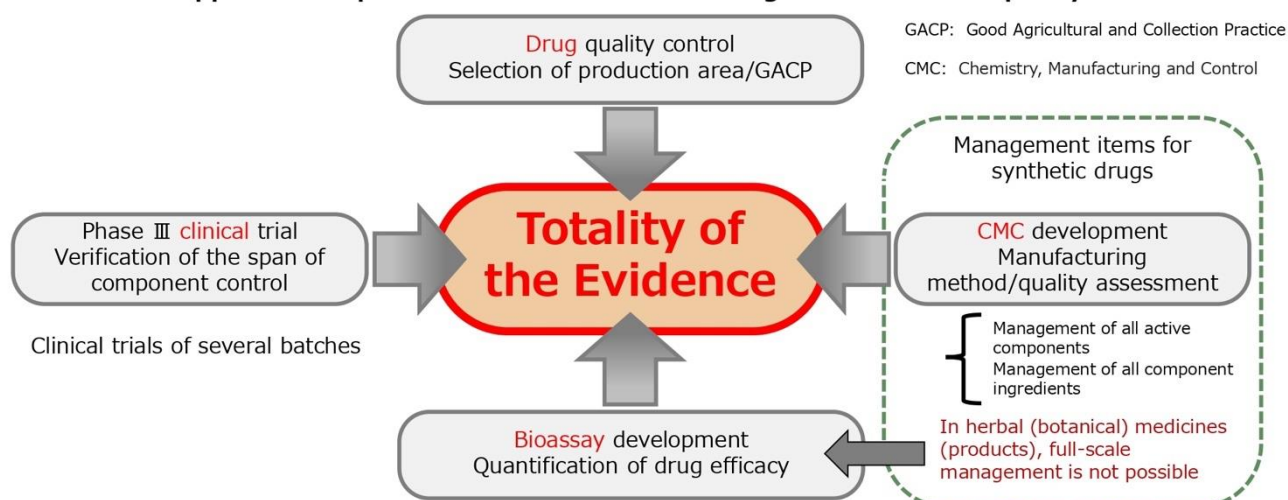 Drug quality control
Selection of production area/GACP
GACP: Good Agricultural and Collection Practice
CMC: Chemistry, Manufacturing and Control
Management items for
synthetic drugs
Phase Ⅲ clinical trial
Verification of the span of
component control
Clinical trials of several batches
Totality of
the Evidence
CMC development
Manufacturing
method/quality assessment
Management of all active
components
Management of all component
ingredients
In herbal (botanical) medicines
(products), full-scale
management is not possible
Bioassay development
Quantification of drug efficacy